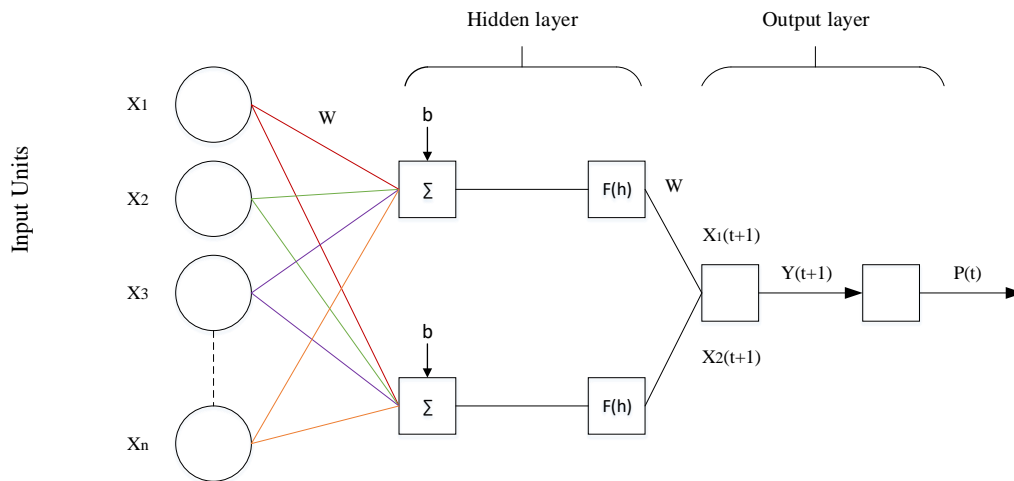 Hidden layer
Output layer
Input Units
X1
X2
X3
Xn
W
b
Σ
F(h)
b
Σ
F(h)
W
X1(t+1)
X2(t+1)
Y(t+1)
P(t)